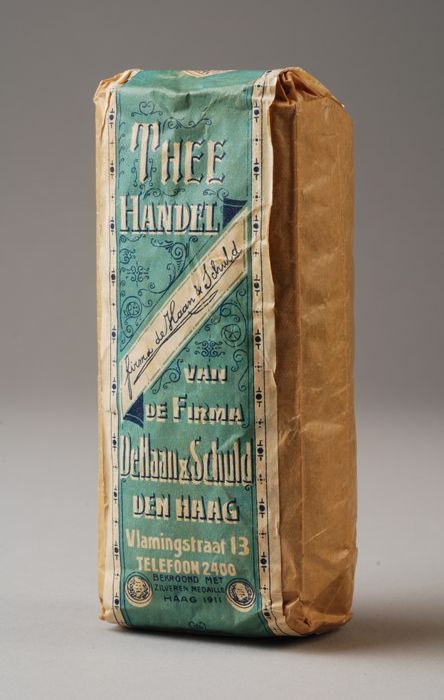 THEE
HANDEL
firma de Haan & Schuld
VAN
DE FIRMA
De Haan & Schuld
DEN HAAG
Vlamingstraat 13
TELEFOON 2400
BEKROOND MET
ZILVEREN MEDAILLE
HAAG 1911